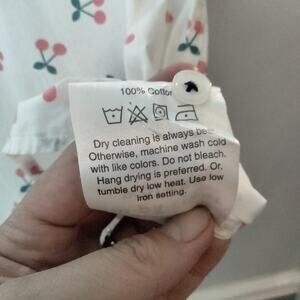 100% Cotton
Dry cleaning is always
Otherwise, machine wash cold
with like colors. Do not bleach.
Hang drying is preferred. Or,
tumble dry low heat. Use low
iron setting.